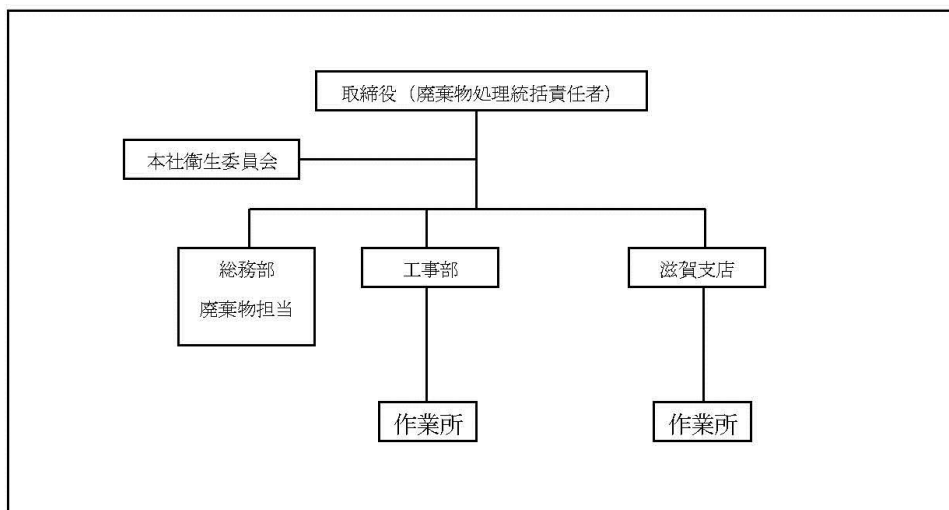 取締役（廃棄物処理統括責任者）
本社衛生委員会
総務部
廃棄物担当
工事部
滋賀支店
作業所
作業所